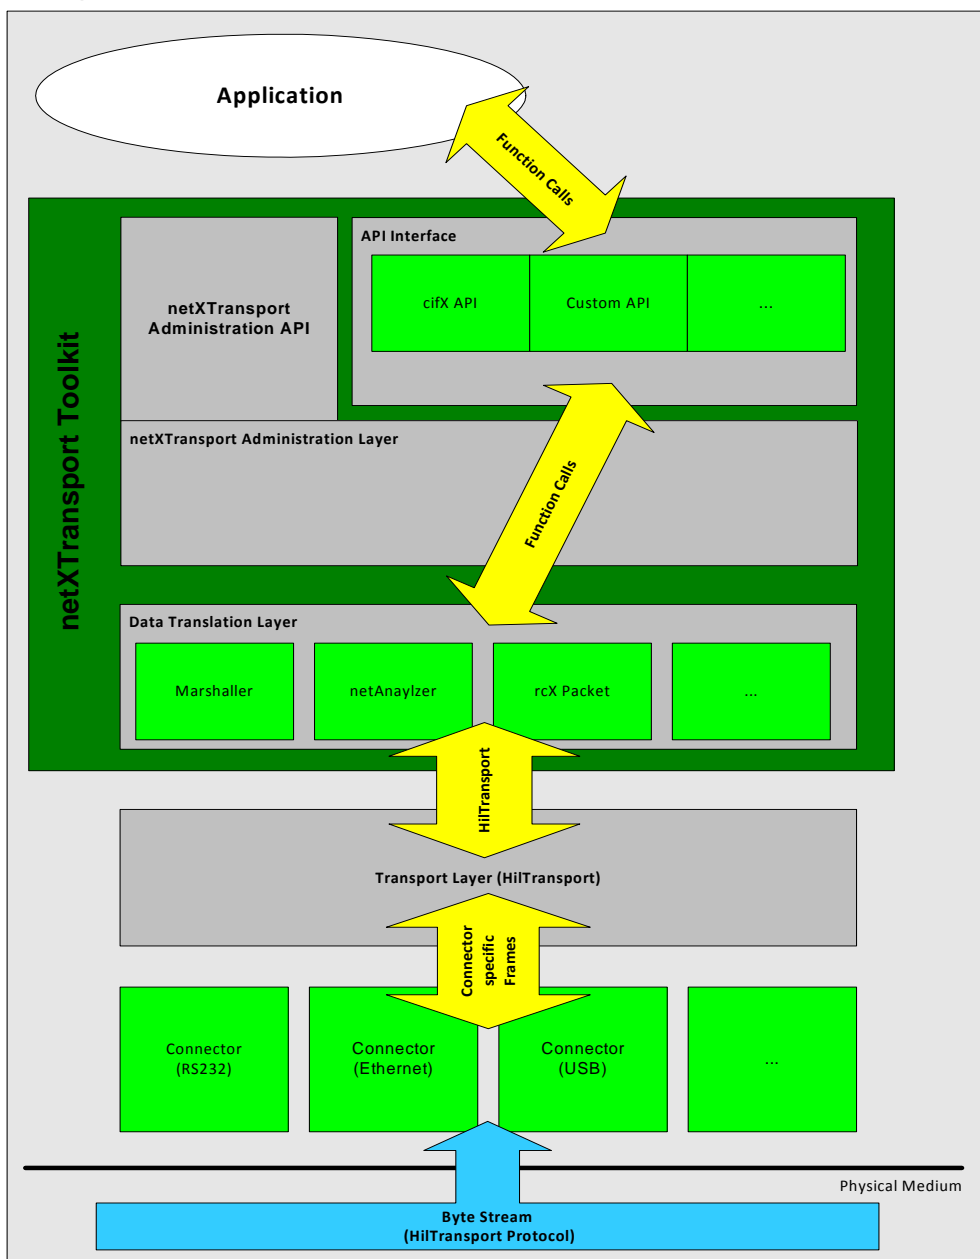 Application
Function Calls
netXTransport Toolkit
netXTransport
Administration API
API Interface
cifX API
Custom API
...
netXTransport Administration Layer
Function Calls
Data Translation Layer
Marshaller
netAnaylzer
rcX Packet
...
HilTransport
Transport Layer (HilTransport)
Connector
specific
Frames
Connector
(RS232)
Connector
(Ethernet)
Connector
(USB)
...
Physical Medium
Byte Stream
(HilTransport Protocol)